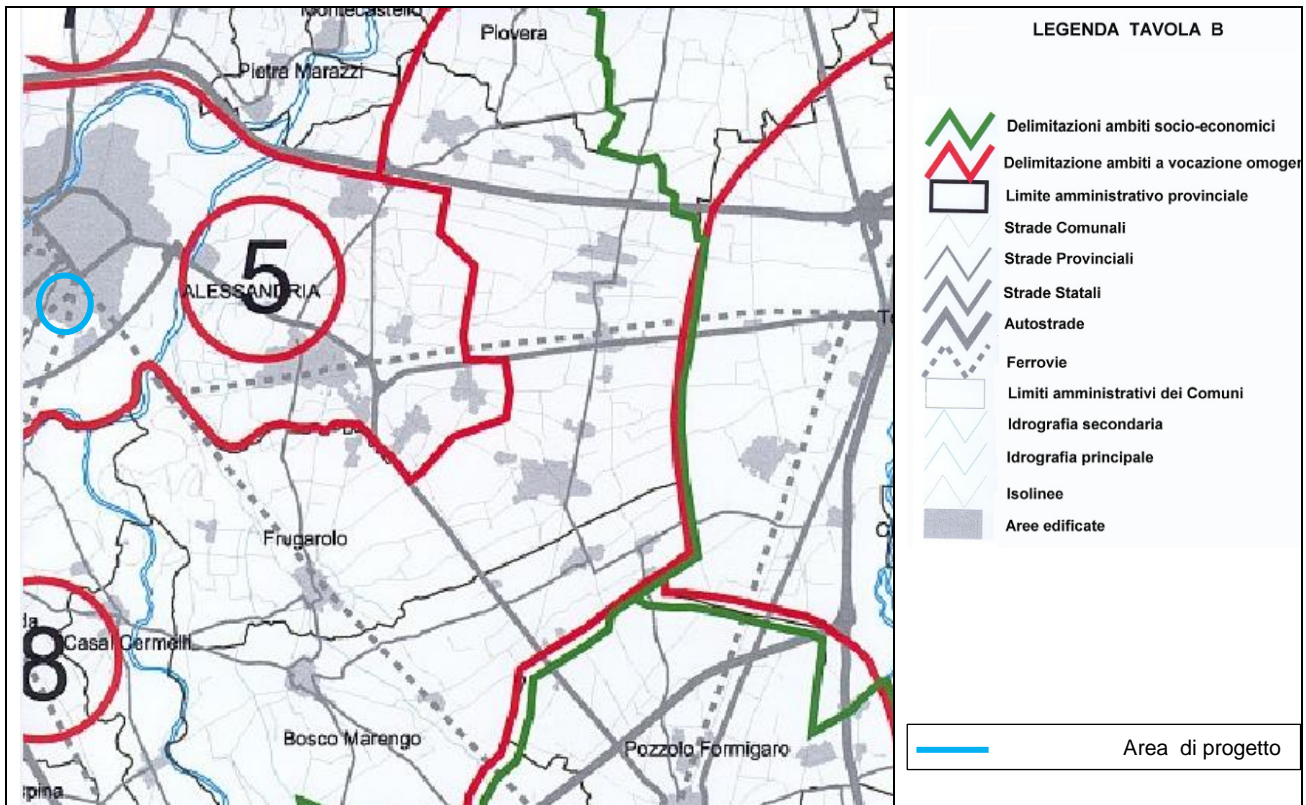 Montecastello
Piovera
Pietra Marazzi
5
ALESSANDRIA
Frugarolo
8
Casal Cermelli
Bosco Marengo
Pozzolo Formigaro
LEGENDA TAVOLA B
Delimitazioni ambiti socio-economici
Delimitazione ambiti a vocazione omoger
Limite amministrativo provinciale
Strade Comunali
Strade Provinciali
Strade Statali
Autostrade
Ferrovie
Limiti amministrativi dei Comuni
Idrografia secondaria
Idrografia principale
Isolinee
Aree edificate
Area di progetto